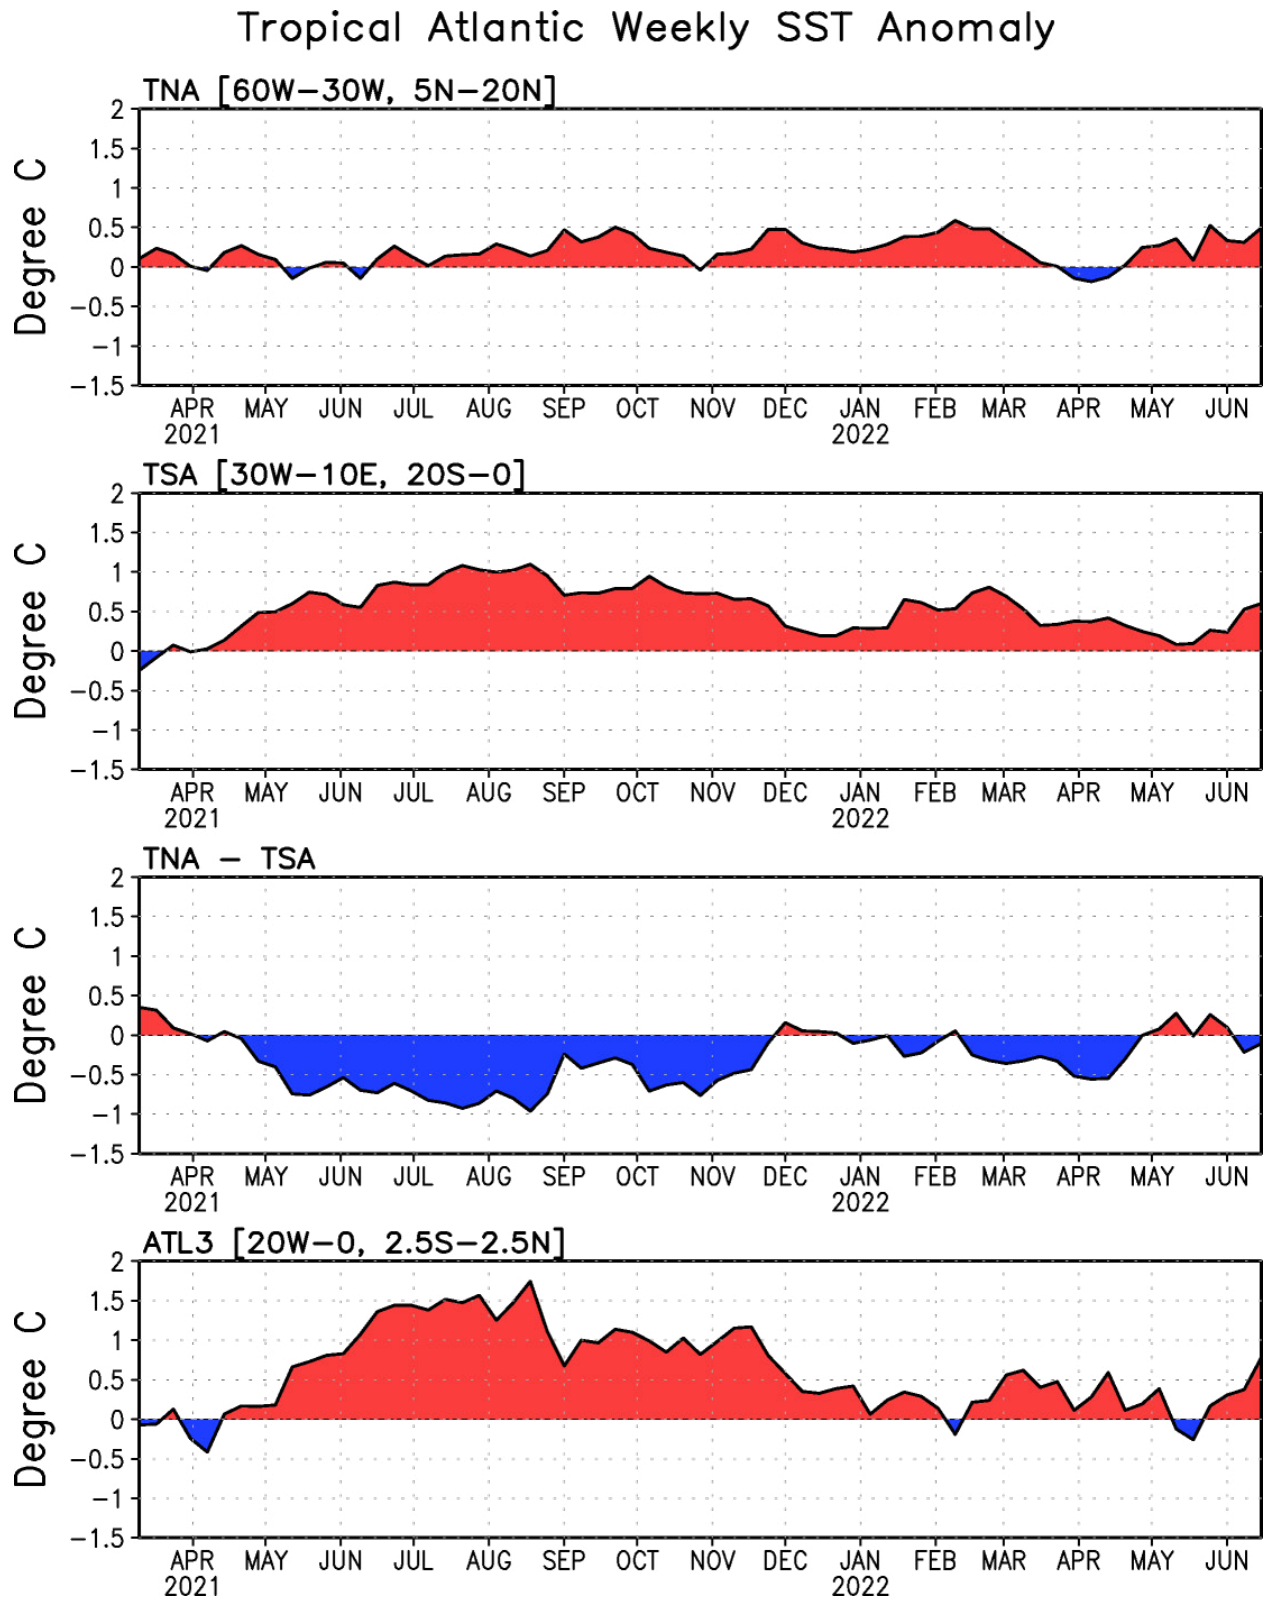 Tropical Atlantic Weekly SST Anomaly
TNA [60W−30W, 5N−20N]
Degree C
2
1.5
1
0.5
0
−0.5
−1
−1.5
APR MAY JUN JUL AUG SEP OCT NOV DEC JAN FEB MAR APR MAY JUN
2021 2022
TSA [30W−10E, 20S−0]
Degree C
2
1.5
1
0.5
0
−0.5
−1
−1.5
APR MAY JUN JUL AUG SEP OCT NOV DEC JAN FEB MAR APR MAY JUN
2021 2022
TNA − TSA
Degree C
2
1.5
1
0.5
0
−0.5
−1
−1.5
APR MAY JUN JUL AUG SEP OCT NOV DEC JAN FEB MAR APR MAY JUN
2021 2022
ATL3 [20W−0, 2.5S−2.5N]
Degree C
2
1.5
1
0.5
0
−0.5
−1
−1.5
APR MAY JUN JUL AUG SEP OCT NOV DEC JAN FEB MAR APR MAY JUN
2021 2022